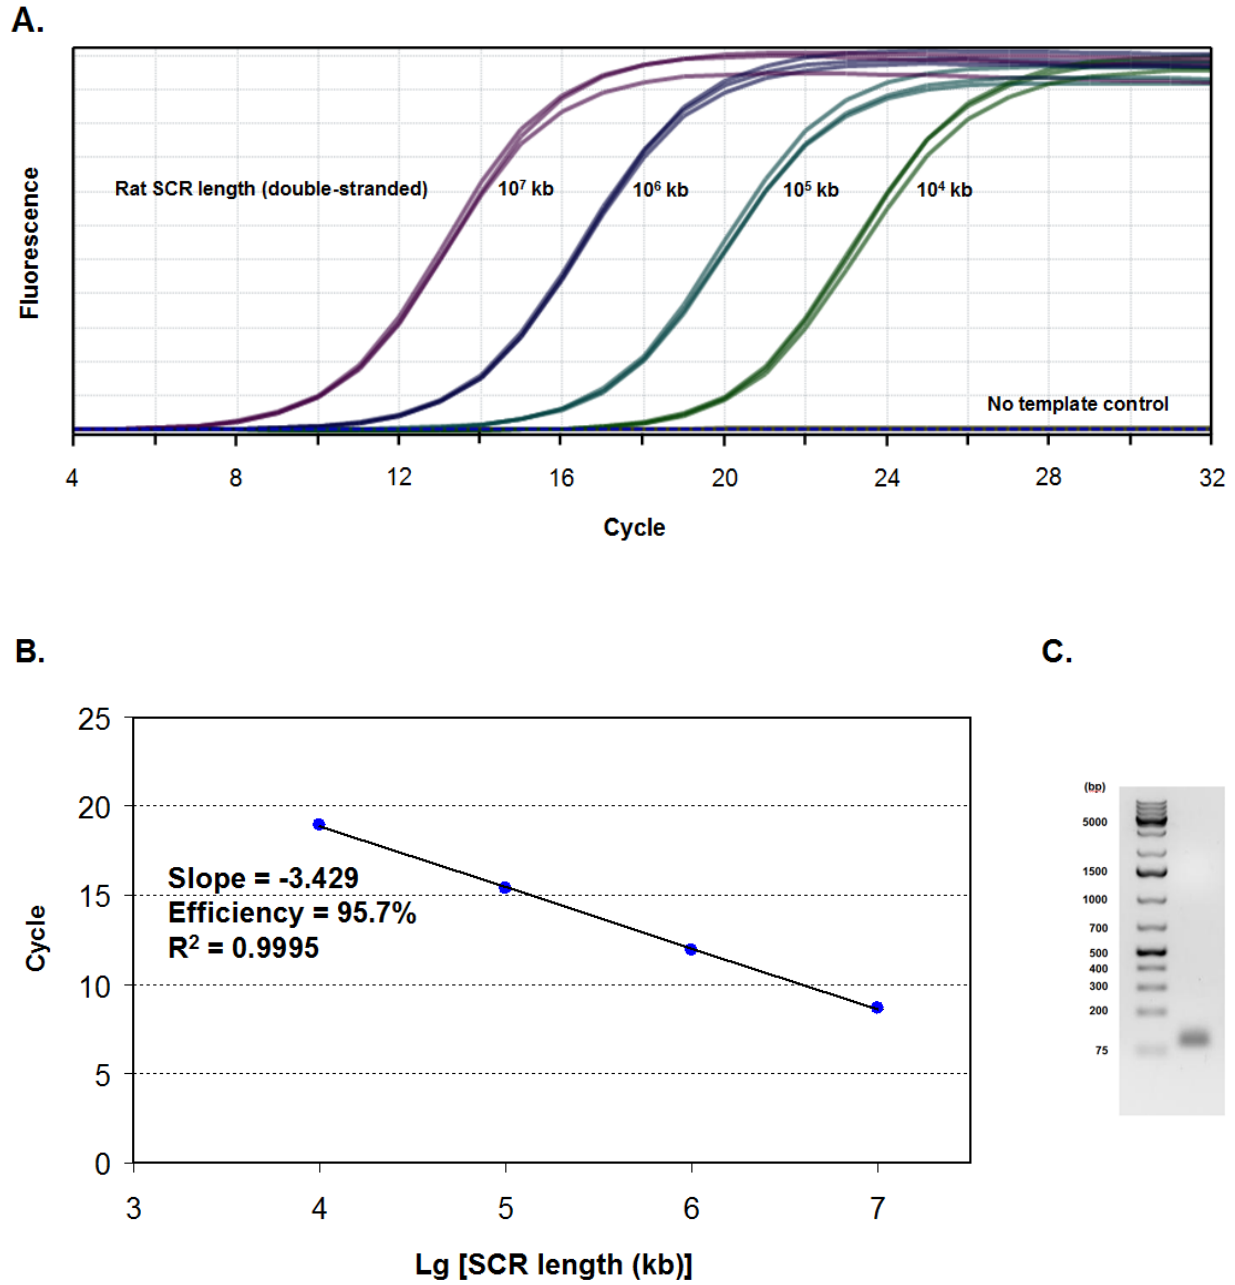 A.
Rat SCR length (double-stranded)
10⁷ kb
10⁶ kb
10⁵ kb
10⁴ kb
Fluorescence
No template control
4 8 12 16 20 24 28 32
Cycle
B.
25
20
15
10
5
0
Cycle
Slope = -3.429
Efficiency = 95.7%
R² = 0.9995
3 4 5 6 7
Lg [SCR length (kb)]
C.
(bp)
5000
1500
1000
700
500
400
300
200
75